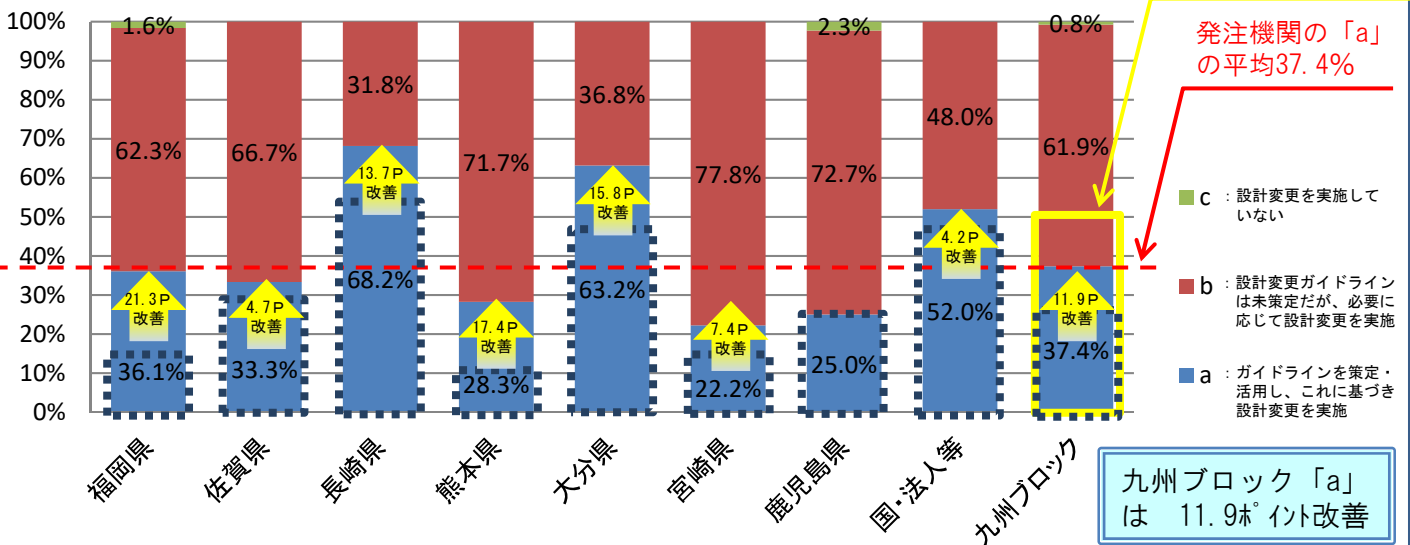 100%
90%
80%
70%
60%
50%
40%
30%
20%
10%
0%
1.6%
62.3%
21.3P
改善
36.1%
66.7%
4.7P
改善
33.3%
31.8%
13.7P
改善
68.2%
71.7%
17.4P
改善
28.3%
36.8%
15.8P
改善
63.2%
77.8%
7.4P
改善
22.2%
2.3%
72.7%
25.0%
48.0%
4.2P
改善
52.0%
0.8%
61.9%
11.9P
改善
37.4%
福岡県
佐賀県
長崎県
熊本県
大分県
宮崎県
鹿児島県
国・法人等
九州ブロック
発注機関の「a」
の平均37.4%
c :設計変更を実施して
いない
b :設計変更ガイドライン
は未策定だが、必要に
応じて設計変更を実施
a :ガイドラインを策定・
活用し、これに基づき
設計変更を実施
九州ブロック「a」
は 11.9ﾎﾟｲﾝﾄ改善